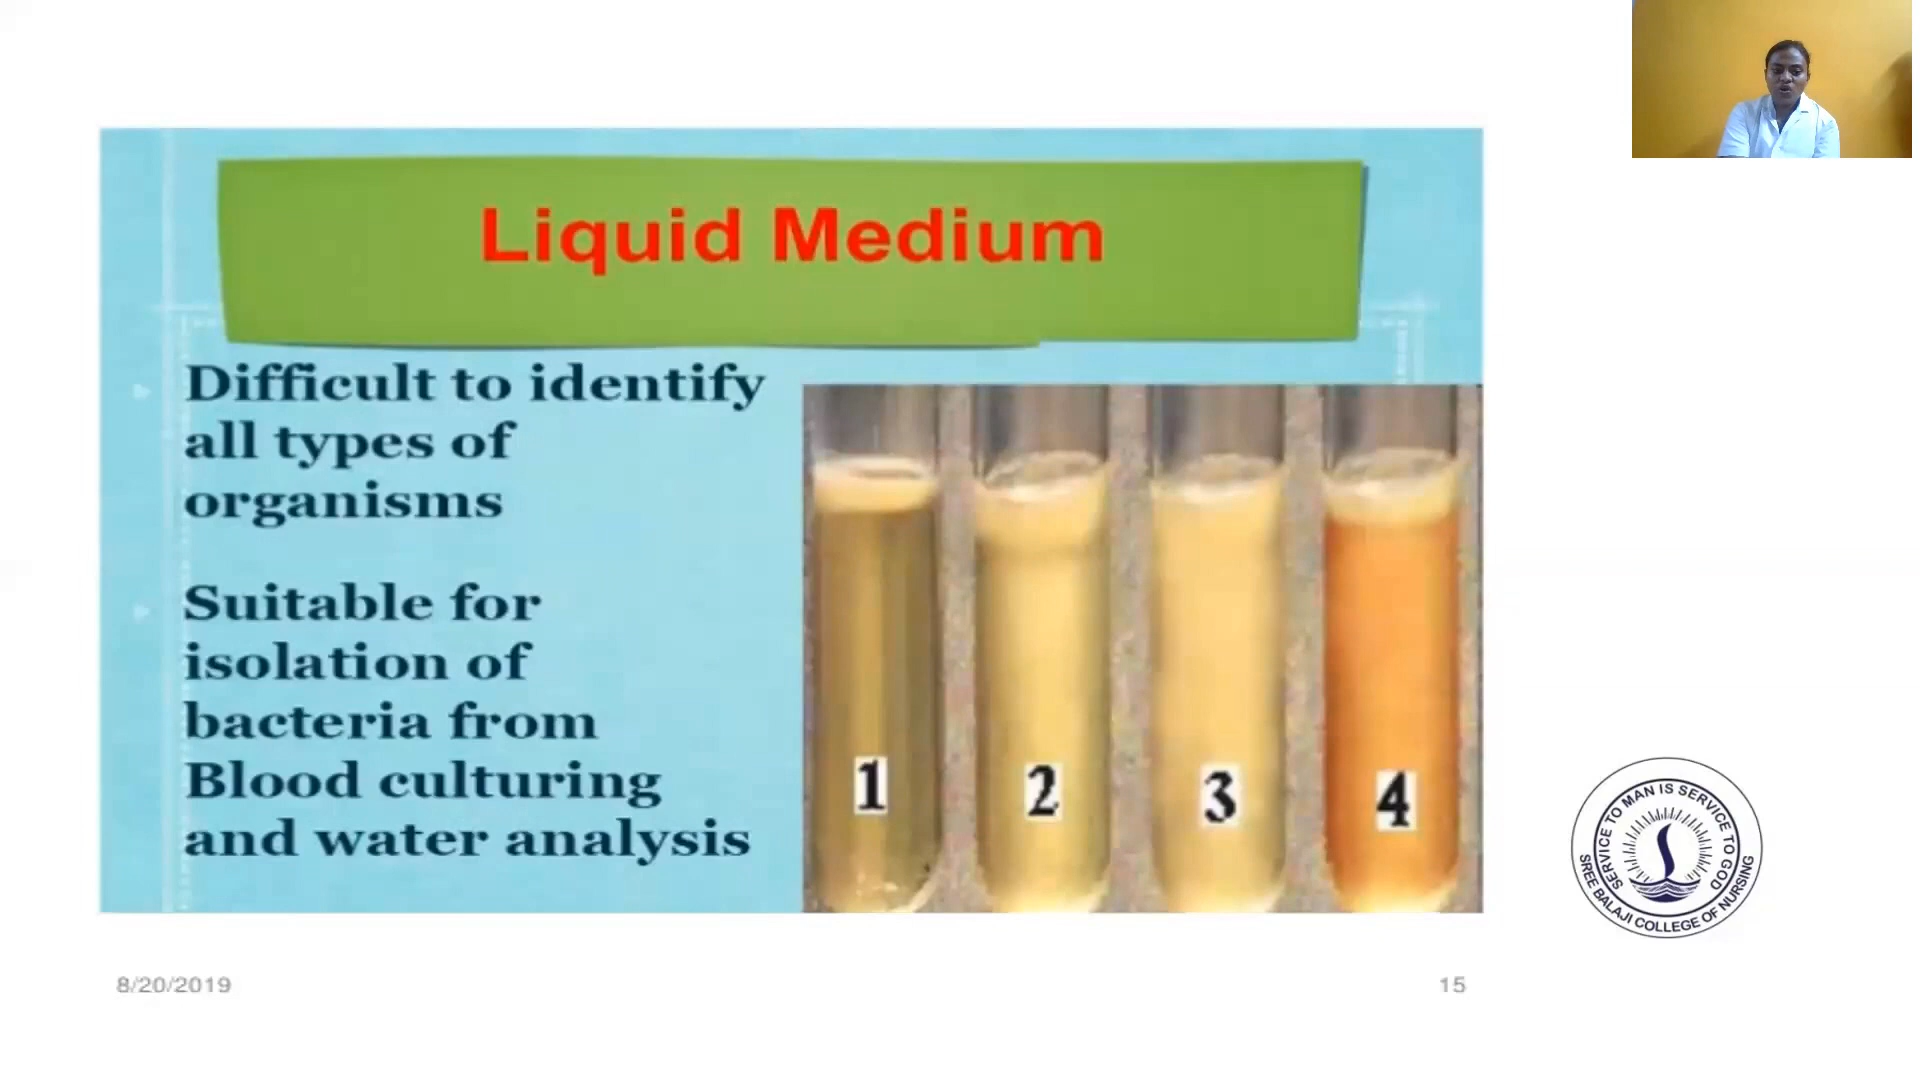 Liquid Medium
Difficult to identify
all types of
organisms
Suitable for
isolation of
bacteria from
Blood culturing
and water analysis
1
2
3
4
SERVICE TO MAN IS SERVICE TO GOD
SREE BALAJI COLLEGE OF NURSING
8/20/2019
15